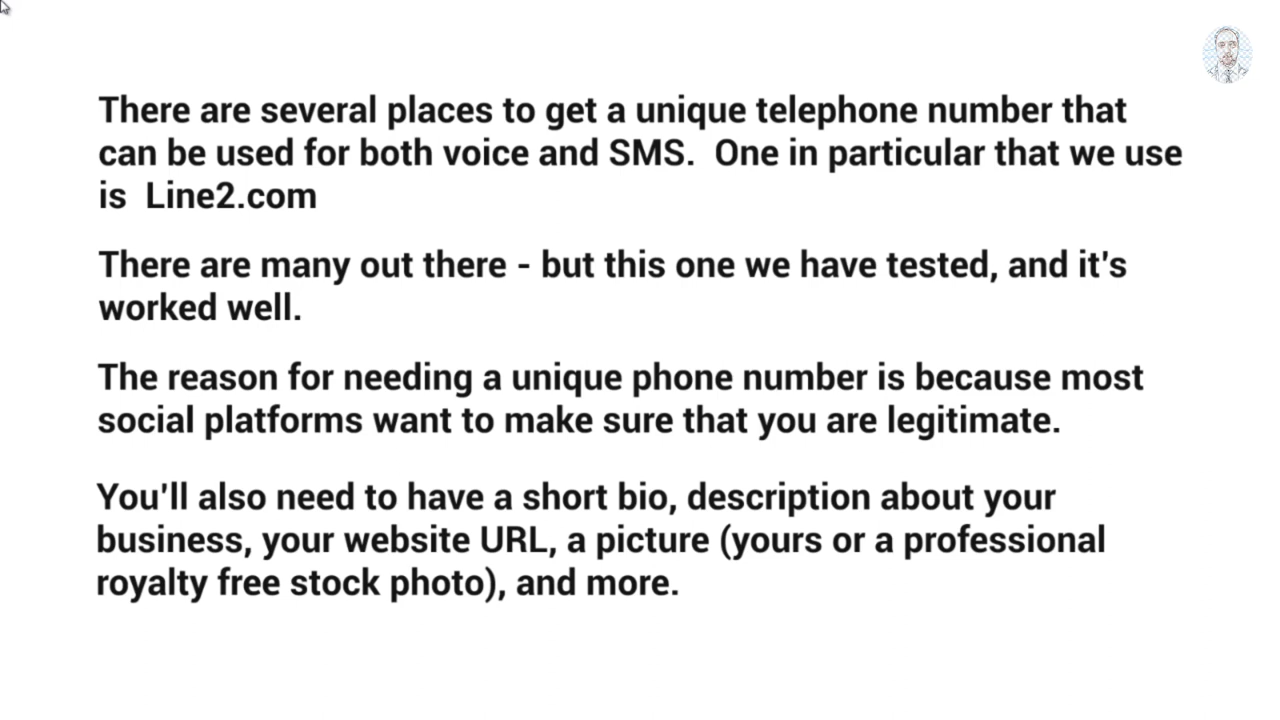 There are several places to get a unique telephone number that
can be used for both voice and SMS.  One in particular that we use
is  Line2.com
There are many out there - but this one we have tested, and it's
worked well.
The reason for needing a unique phone number is because most
social platforms want to make sure that you are legitimate.
You'll also need to have a short bio, description about your
business, your website URL, a picture (yours or a professional
royalty free stock photo), and more.